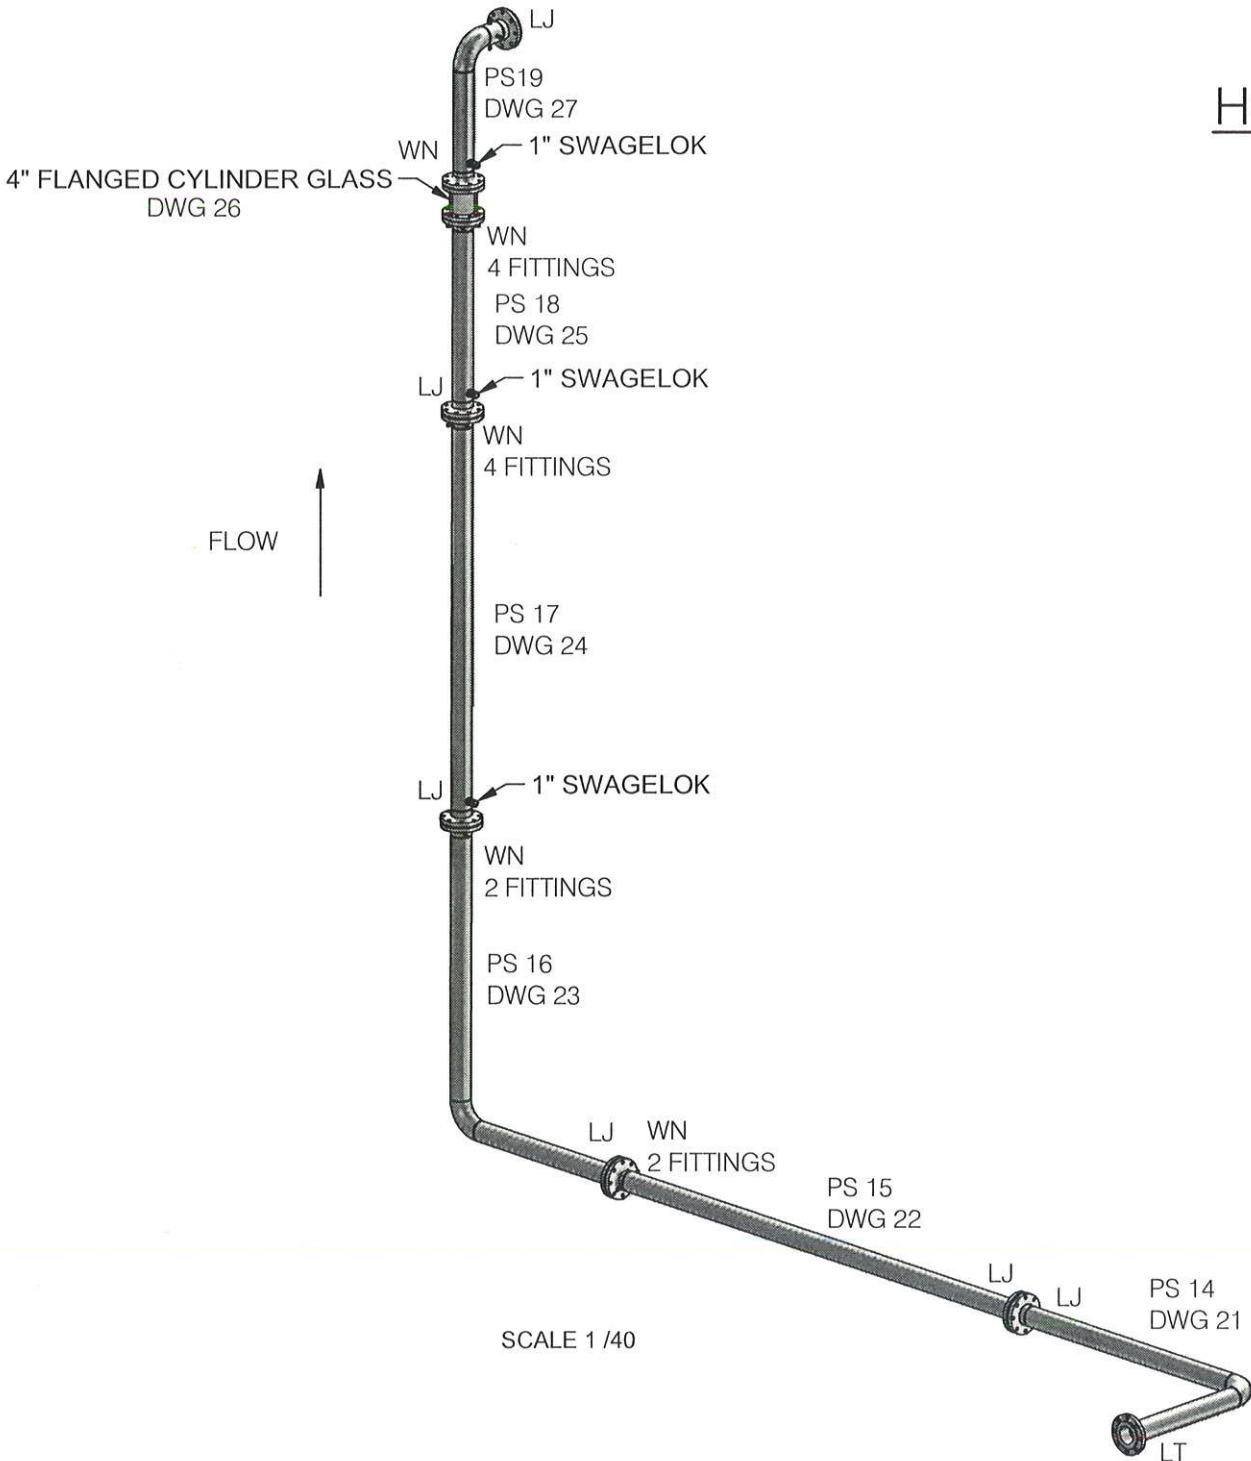 LJ
PS19
DWG 27
H
WN
1" SWAGELOK
4" FLANGED CYLINDER GLASS
DWG 26
WN
4 FITTINGS
PS 18
DWG 25
LJ
1" SWAGELOK
WN
4 FITTINGS
FLOW
PS 17
DWG 24
LJ
1" SWAGELOK
WN
2 FITTINGS
PS 16
DWG 23
LJ
WN
2 FITTINGS
PS 15
DWG 22
LJ
LJ
PS 14
DWG 21
SCALE 1 /40
LT